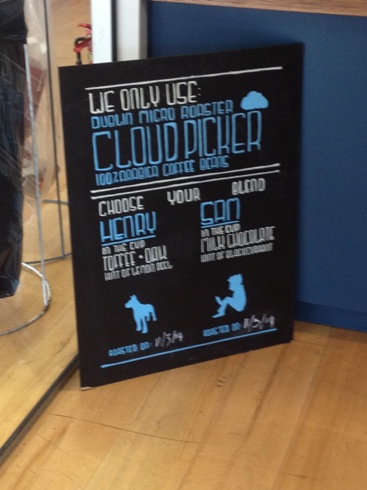 WE ONLY USE:
DUBLIN MICRO ROASTER
CLOUD PICKER
100% ARABICA COFFEE BEANS
CHOOSE YOUR BLEND
HENRY
IN THE CUP
TOFFEE + OAK
HINT OF LEMON PEEL
SAM
IN THE CUP
MILK CHOCOLATE
HINT OF BLACKCURRANT
ROASTED ON:
ROASTED ON: